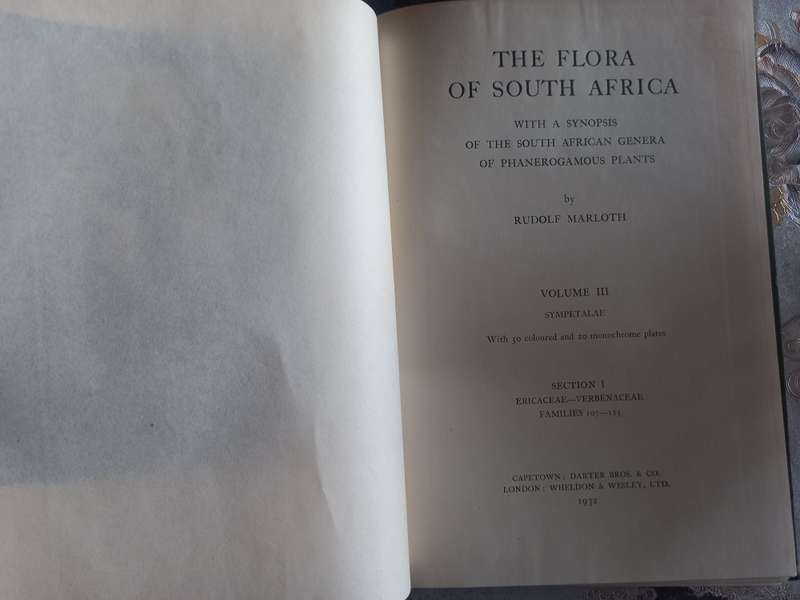 THE FLORA
OF SOUTH AFRICA
WITH A SYNOPSIS
OF THE SOUTH AFRICAN GENERA
OF PHANEROGAMOUS PLANTS
by
RUDOLF MARLOTH
VOLUME III
SYMPETALAE
With 50 coloured and 20 monochrome plates
SECTION I
ERICACEAE—VERBENACEAE
FAMILIES
CAPETOWN: DARTER BROS. & CO.
LONDON: WHELDON & WESLEY, LTD.
1932